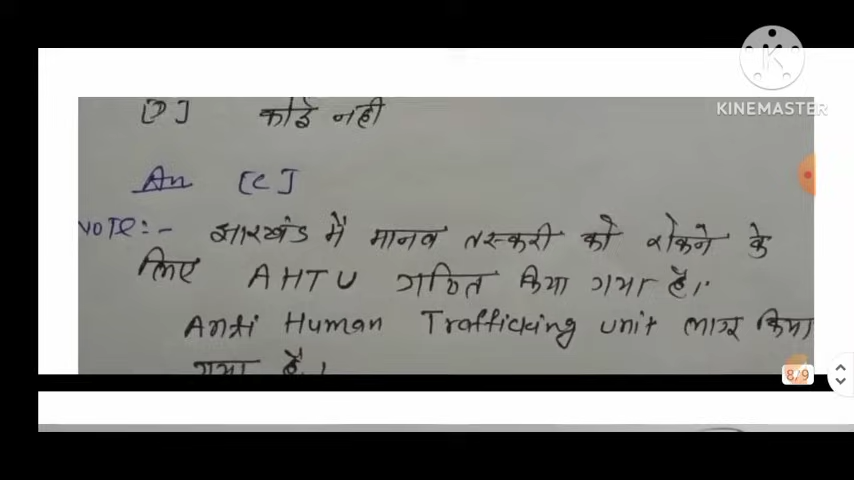 KINEMASTER
[D] कोई नही
An [C]
NOTE:- झारखंड में मानव तस्करी को रोकने के
लिए AHTU गठित किया गया है।
Anti Human Trafficking unit लागू किया
गया है।
8/9